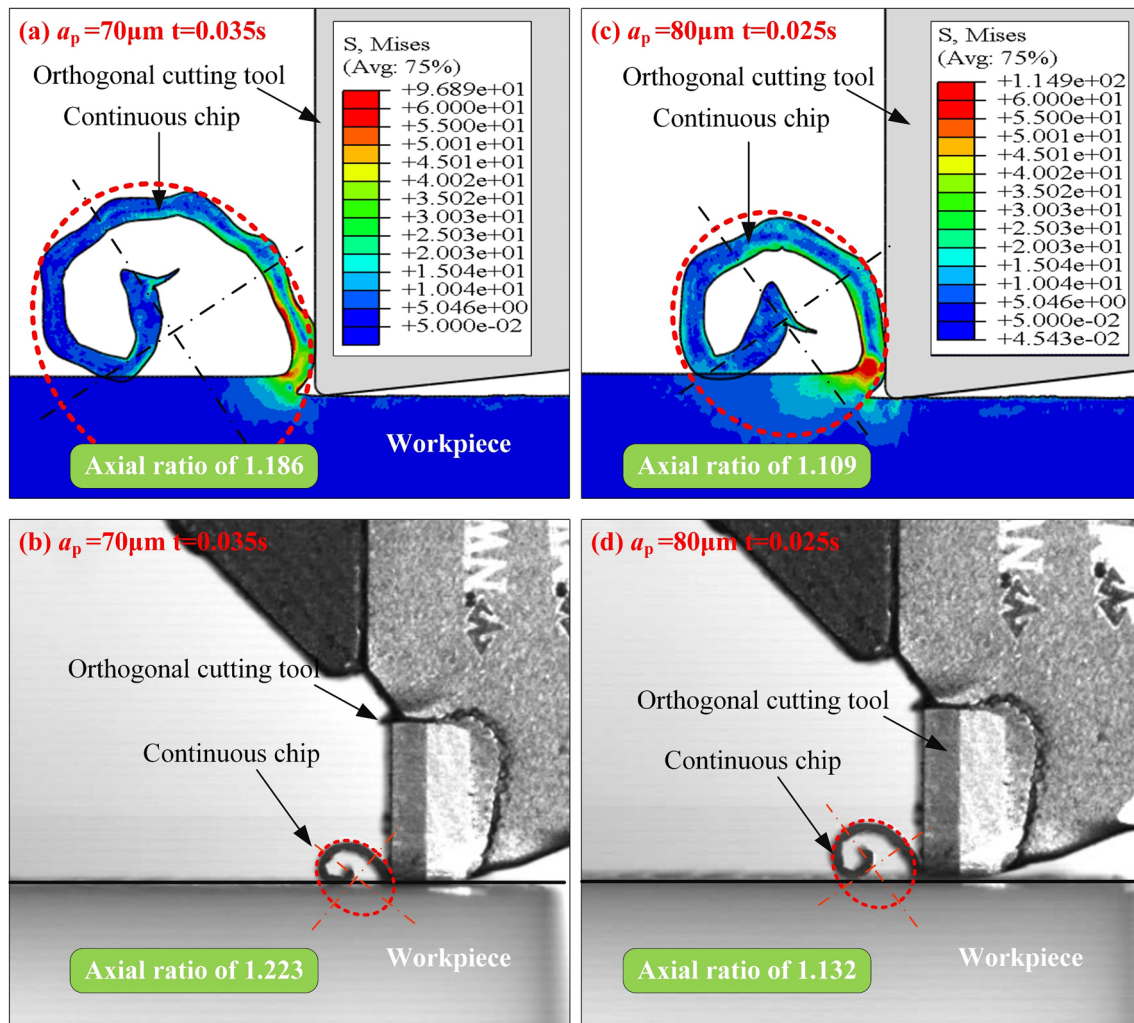 (a) ap =70μm t=0.035s
Orthogonal cutting tool
Continuous chip
S, Mises
(Avg: 75%)
+9.689e+01
+6.000e+01
+5.500e+01
+5.001e+01
+4.501e+01
+4.002e+01
+3.502e+01
+3.003e+01
+2.503e+01
+2.003e+01
+1.504e+01
+1.004e+01
+5.046e+00
+5.000e-02
Workpiece
Axial ratio of 1.186
(c) ap =80μm t=0.025s
Orthogonal cutting tool
Continuous chip
S, Mises
(Avg: 75%)
+1.149e+02
+6.000e+01
+5.500e+01
+5.001e+01
+4.501e+01
+4.002e+01
+3.502e+01
+3.003e+01
+2.503e+01
+2.003e+01
+1.504e+01
+1.004e+01
+5.046e+00
+5.000e-02
+4.543e-02
Axial ratio of 1.109
(b) ap =70μm t=0.035s
Orthogonal cutting tool
Continuous chip
Workpiece
Axial ratio of 1.223
(d) ap =80μm t=0.025s
Orthogonal cutting tool
Continuous chip
Workpiece
Axial ratio of 1.132